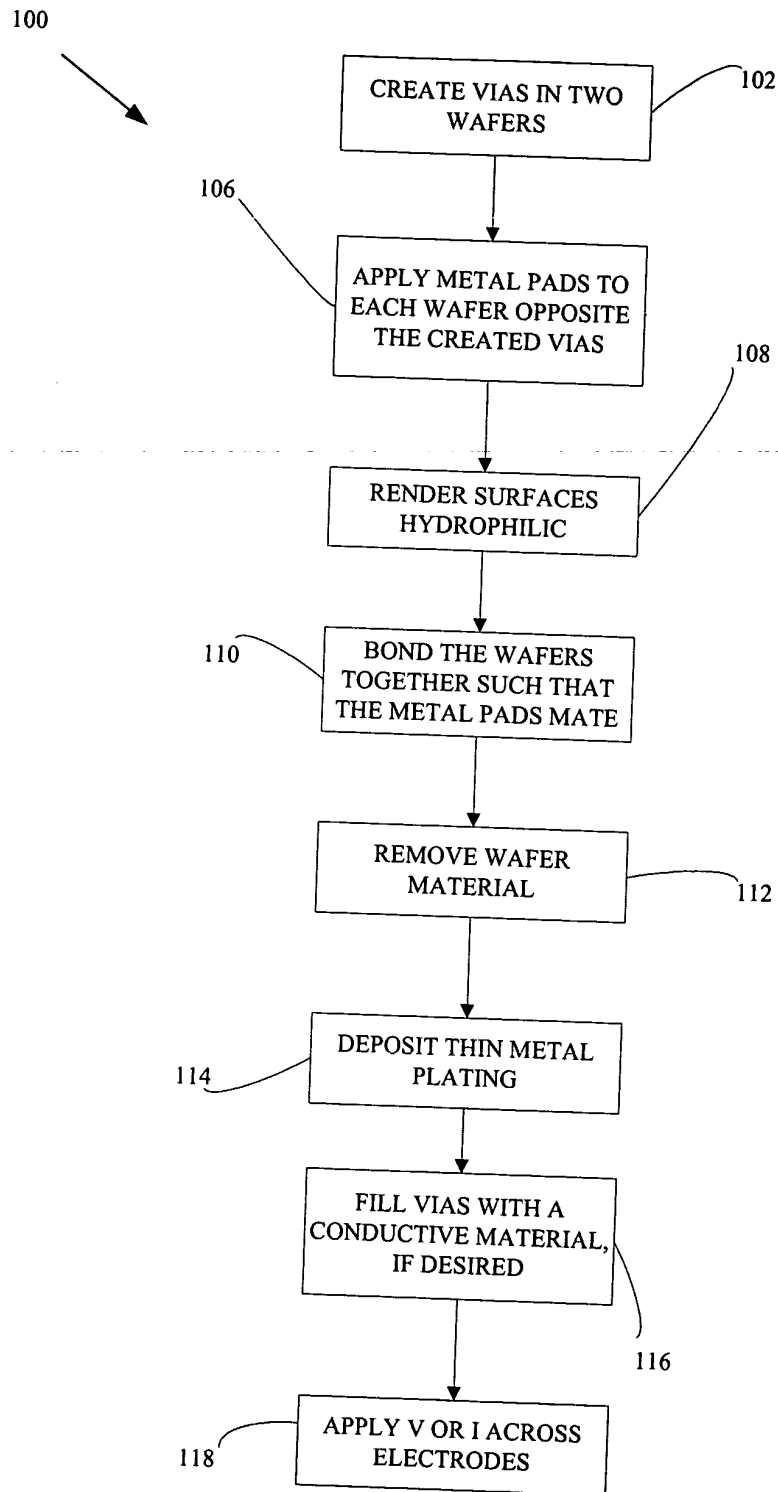 100
CREATE VIAS IN TWO
WAFERS
102
106
APPLY METAL PADS TO
EACH WAFER OPPOSITE
THE CREATED VIAS
108
RENDER SURFACES
HYDROPHILIC
110
BOND THE WAFERS
TOGETHER SUCH THAT
THE METAL PADS MATE
REMOVE WAFER
MATERIAL
112
DEPOSIT THIN METAL
PLATING
114
FILL VIAS WITH A
CONDUCTIVE MATERIAL,
IF DESIRED
116
APPLY V OR I ACROSS
ELECTRODES
118